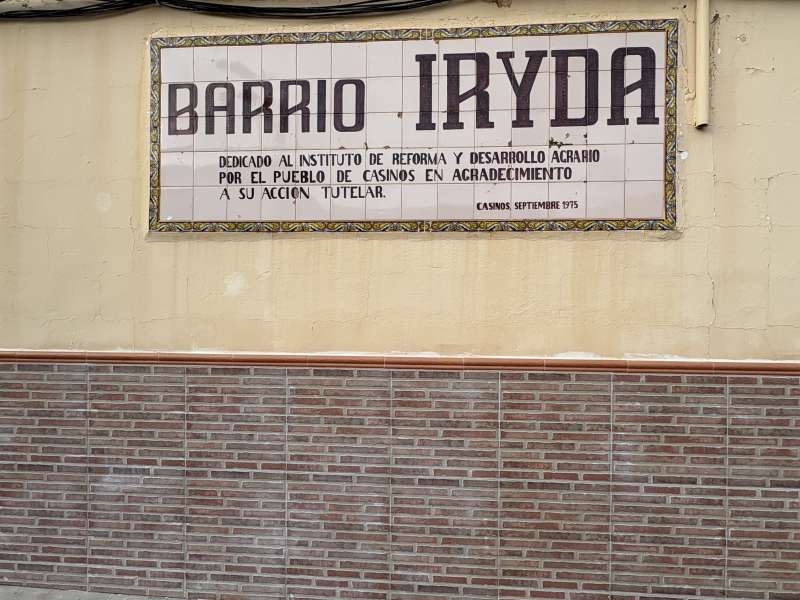 BARRIO IRYDA
DEDICADO AL INSTITUTO DE REFORMA Y DESARROLLO AGRARIO
POR EL PUEBLO DE CASINOS EN AGRADECIMIENTO
A SU ACCION TUTELAR.
CASINOS, SEPTIEMBRE 1975